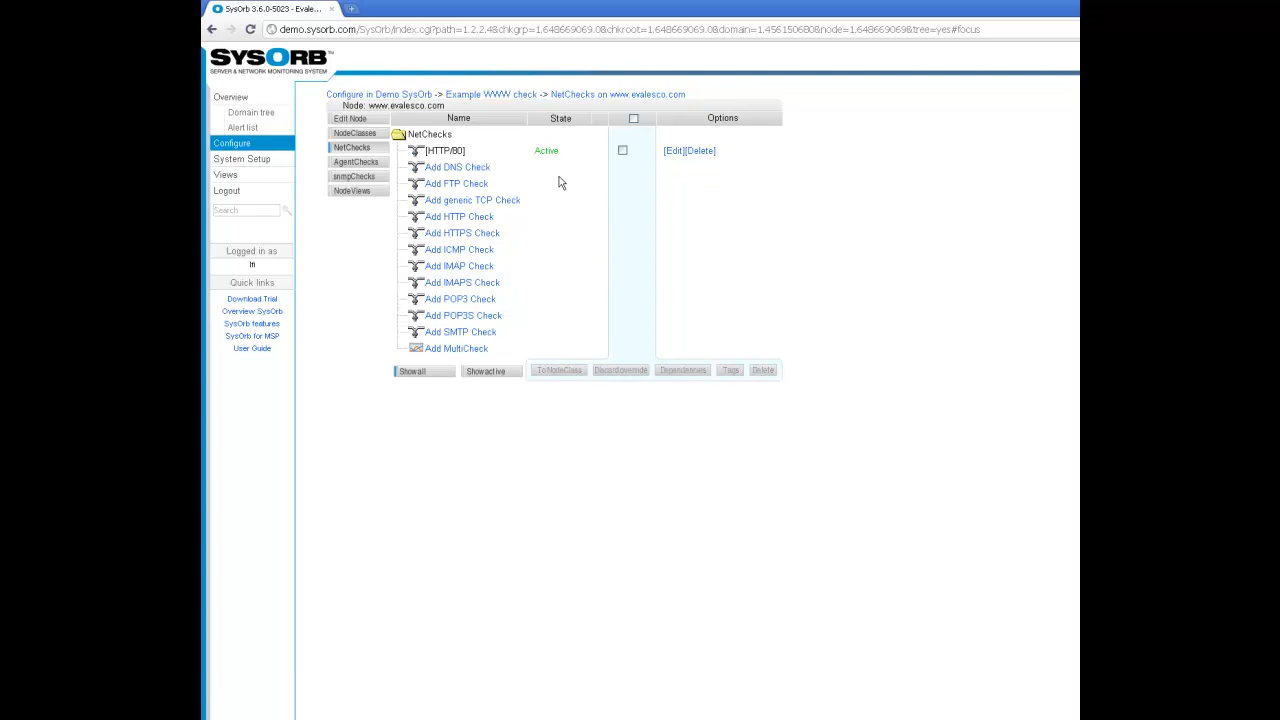 SysOrb 3.6.0-5023 - Evale...
demo.sysorb.com/SysOrb/index.cgi?path=1.2.2.4&chkgrp=1.648669069.0&chkroot=1.648669069.0&domain=1.456150680&node=1.648669069&tree=yes#focus
SYSORB™
SERVER & NETWORK MONITORING SYSTEM
Overview
Domain tree
Alert list
Configure
System Setup
Views
Logout
Search
Logged in as
Quick links
Download Trial
Overview SysOrb
SysOrb features
SysOrb for MSP
User Guide
Configure in Demo SysOrb -> Example WWW check -> NetChecks on www.evalesco.com
Node: www.evalesco.com
Edit Node
NodeClasses
NetChecks
AgentChecks
snmpChecks
NodeViews
Name State Options
NetChecks
[HTTP/80] Active [Edit][Delete]
Add DNS Check
Add FTP Check
Add generic TCP Check
Add HTTP Check
Add HTTPS Check
Add ICMP Check
Add IMAP Check
Add IMAPS Check
Add POP3 Check
Add POP3S Check
Add SMTP Check
Add MultiCheck
Show all Show active To NodeClass Discard override Dependencies Tags Delete